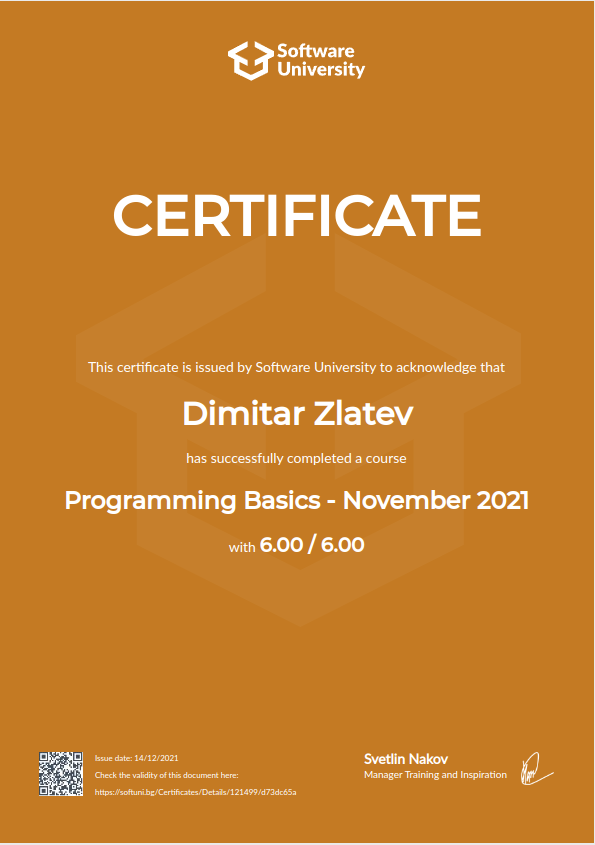 Software
University
CERTIFICATE
This certificate is issued by Software University to acknowledge that
Dimitar Zlatev
has successfully completed a course
Programming Basics - November 2021
with 6.00 / 6.00
Issue date: 14/12/2021
Check the validity of this document here:
https://softuni.bg/Certificates/Details/121499/d73dc65a
Svetlin Nakov
Manager Training and Inspiration